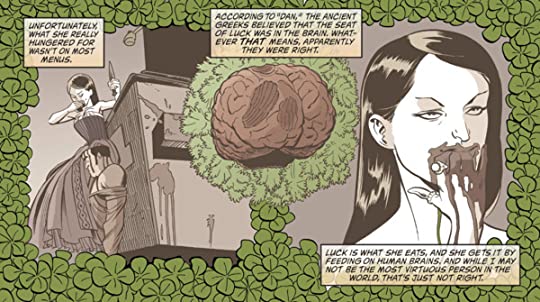 UNFORTUNATELY,
WHAT SHE REALLY
HUNGERED FOR
WASN'T ON MOST
MENUS.
ACCORDING TO "DAN," THE ANCIENT
GREEKS BELIEVED THAT THE SEAT
OF LUCK WAS IN THE BRAIN. WHAT-
EVER THAT MEANS, APPARENTLY
THEY WERE RIGHT.
LUCK IS WHAT SHE EATS, AND SHE GETS IT BY
FEEDING ON HUMAN BRAINS, AND WHILE I MAY
NOT BE THE MOST VIRTUOUS PERSON IN THE
WORLD, THAT'S JUST NOT RIGHT.